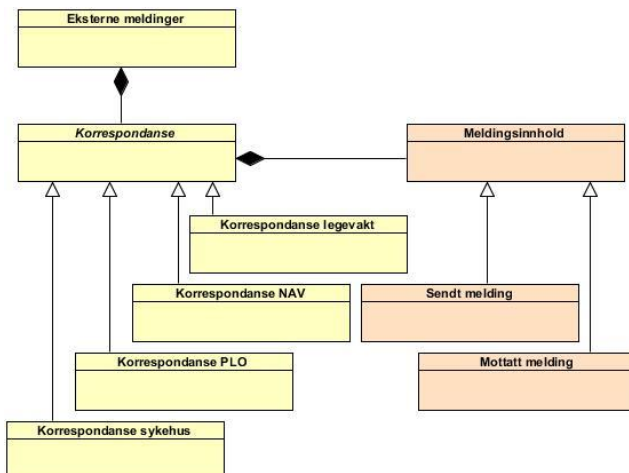 Eksterne meldinger
Korrespondanse
Meldingsinnhold
Korrespondanse legevakt
Korrespondanse NAV
Sendt melding
Korrespondanse PLO
Mottatt melding
Korrespondanse sykehus